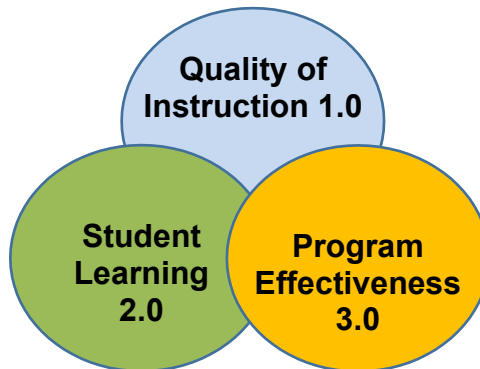 Quality of
Instruction 1.0
Student
Learning
2.0
Program
Effectiveness
3.0